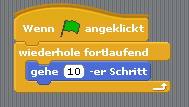 Wenn angeklickt
wiederhole fortlaufend
gehe 10 -er Schritt